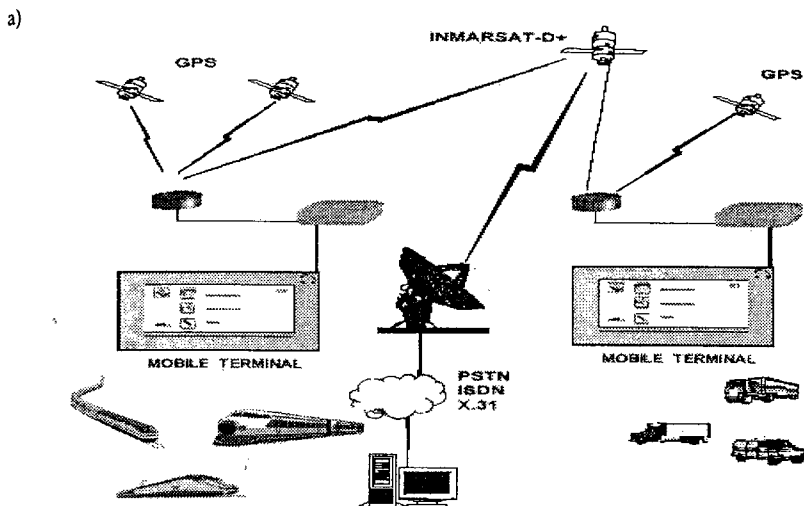 a)
INMARSAT-D+
GPS
GPS
MOBILE TERMINAL
MOBILE TERMINAL
PSTN
ISDN
X.31